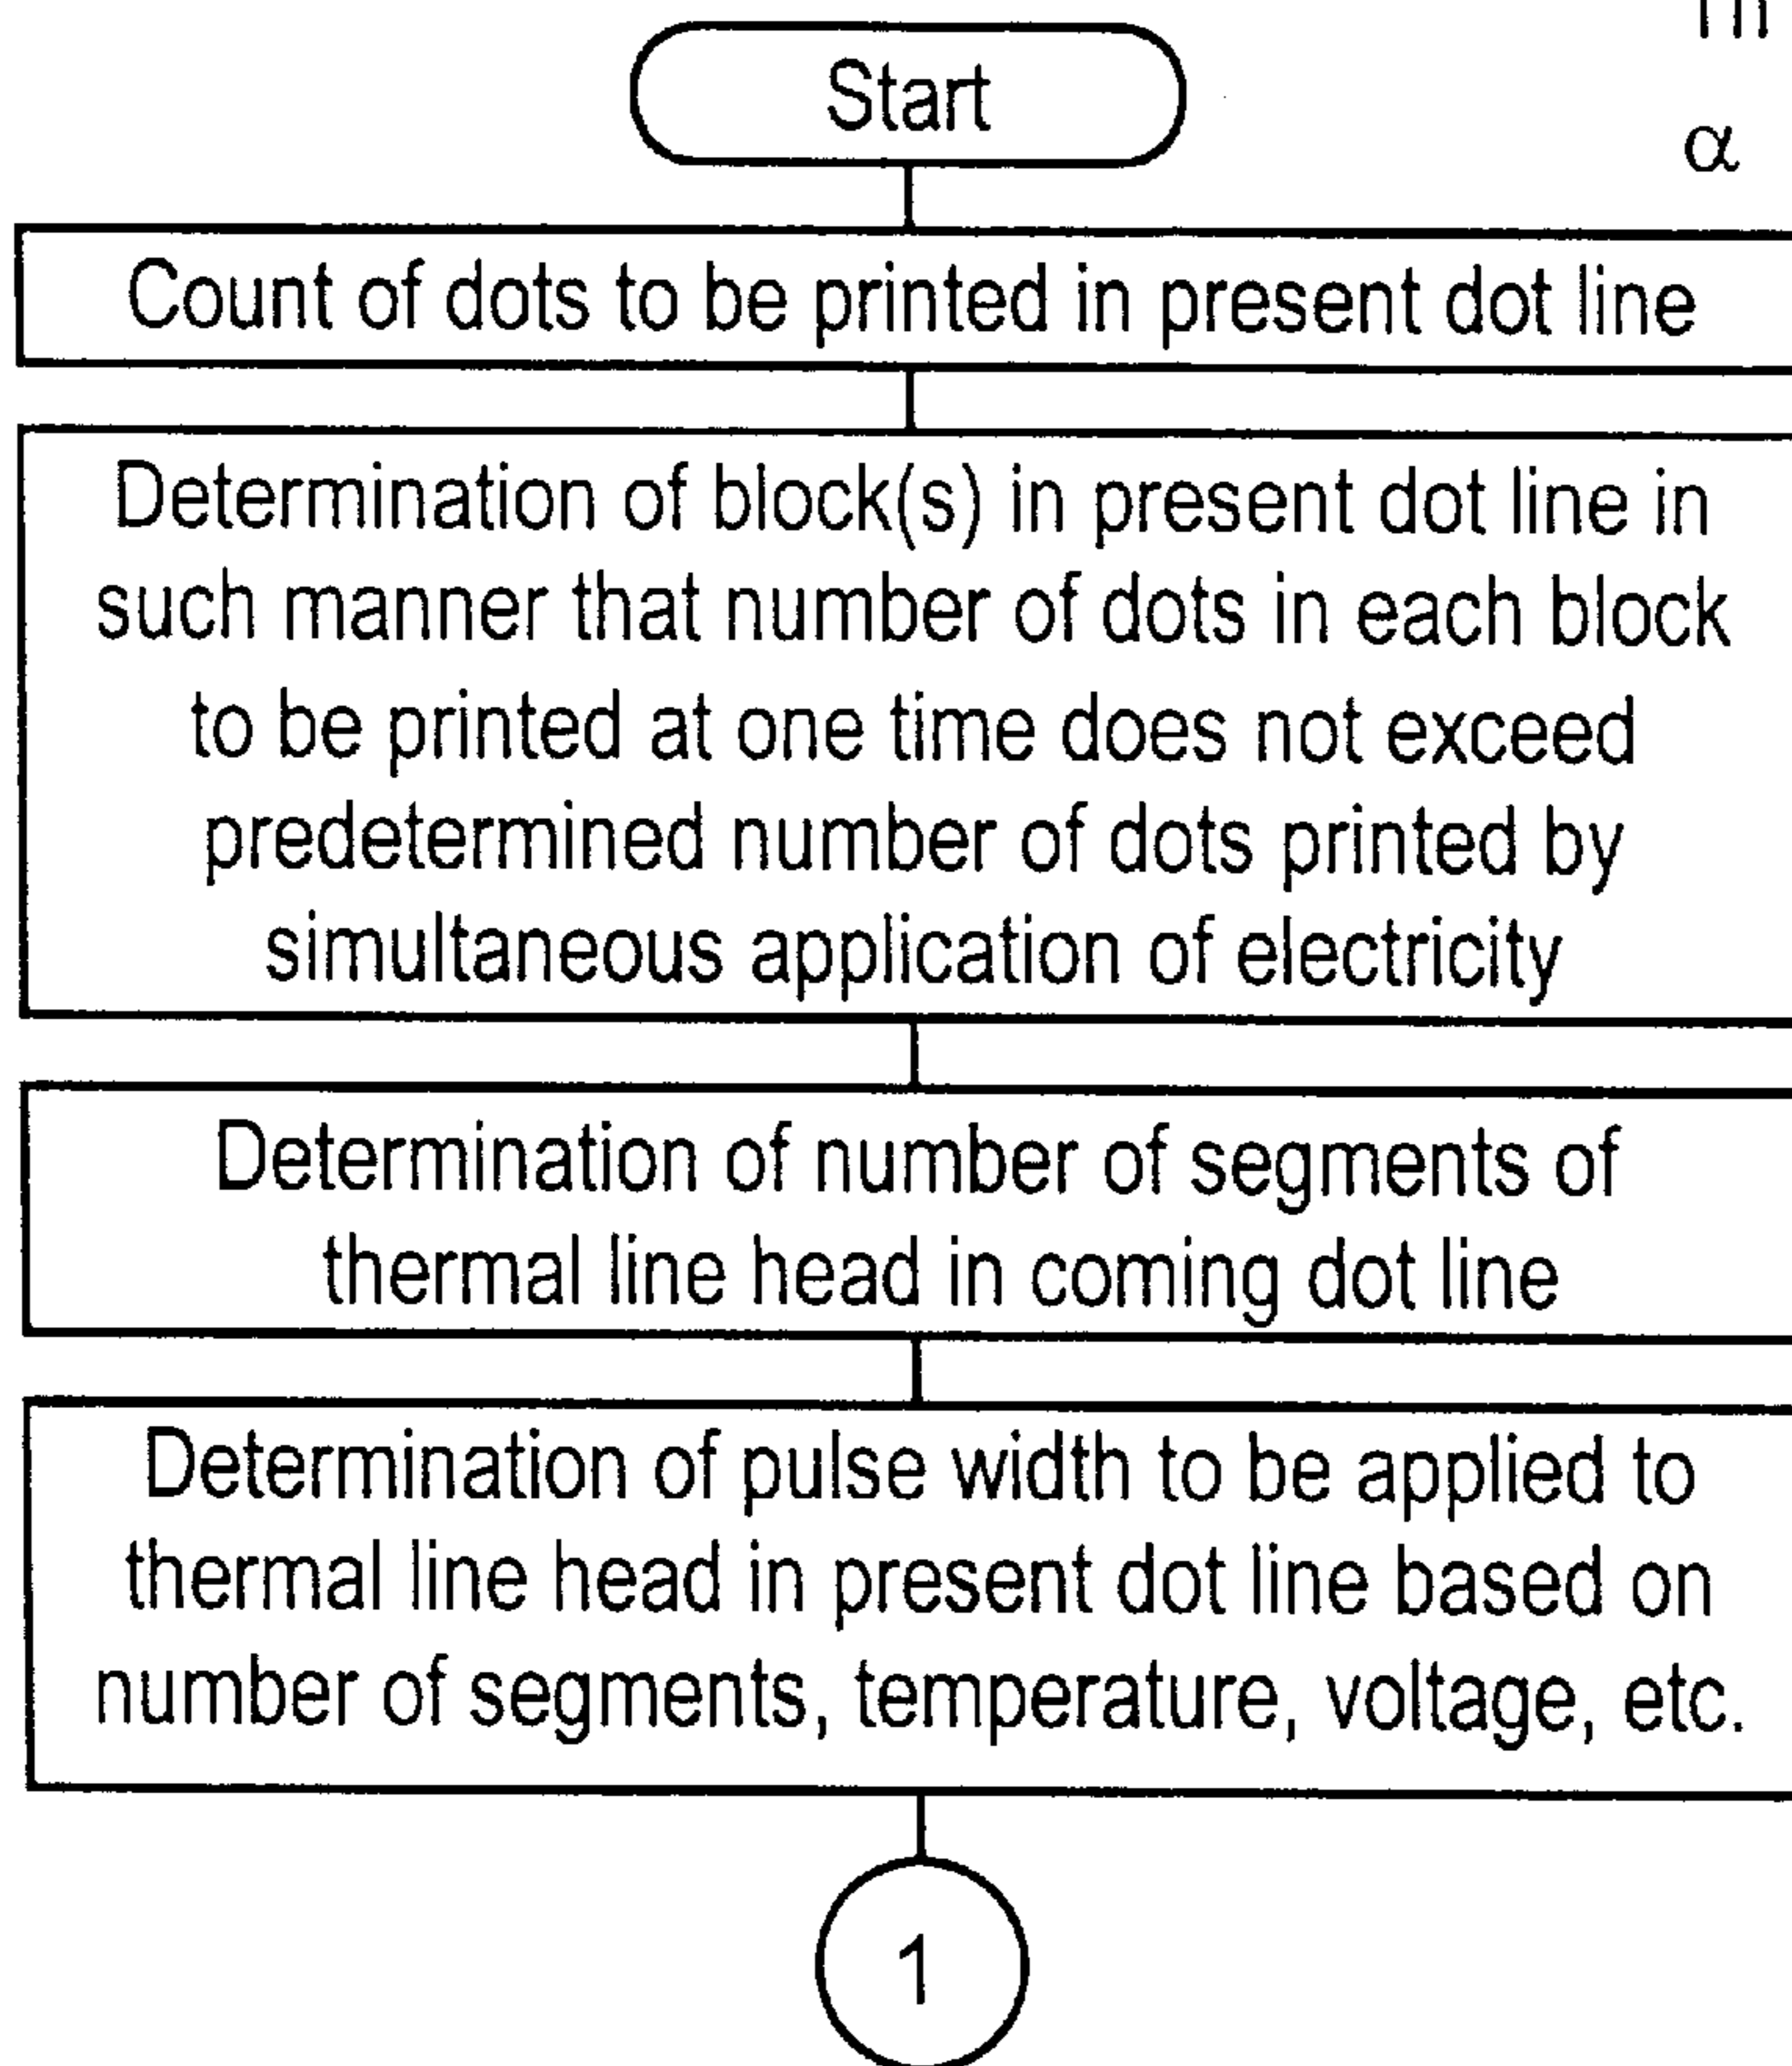 Start
α
Count of dots to be printed in present dot line
Determination of block(s) in present dot line in
such manner that number of dots in each block
to be printed at one time does not exceed
predetermined number of dots printed by
simultaneous application of electricity
Determination of number of segments of
thermal line head in coming dot line
Determination of pulse width to be applied to
thermal line head in present dot line based on
number of segments, temperature, voltage, etc.
1